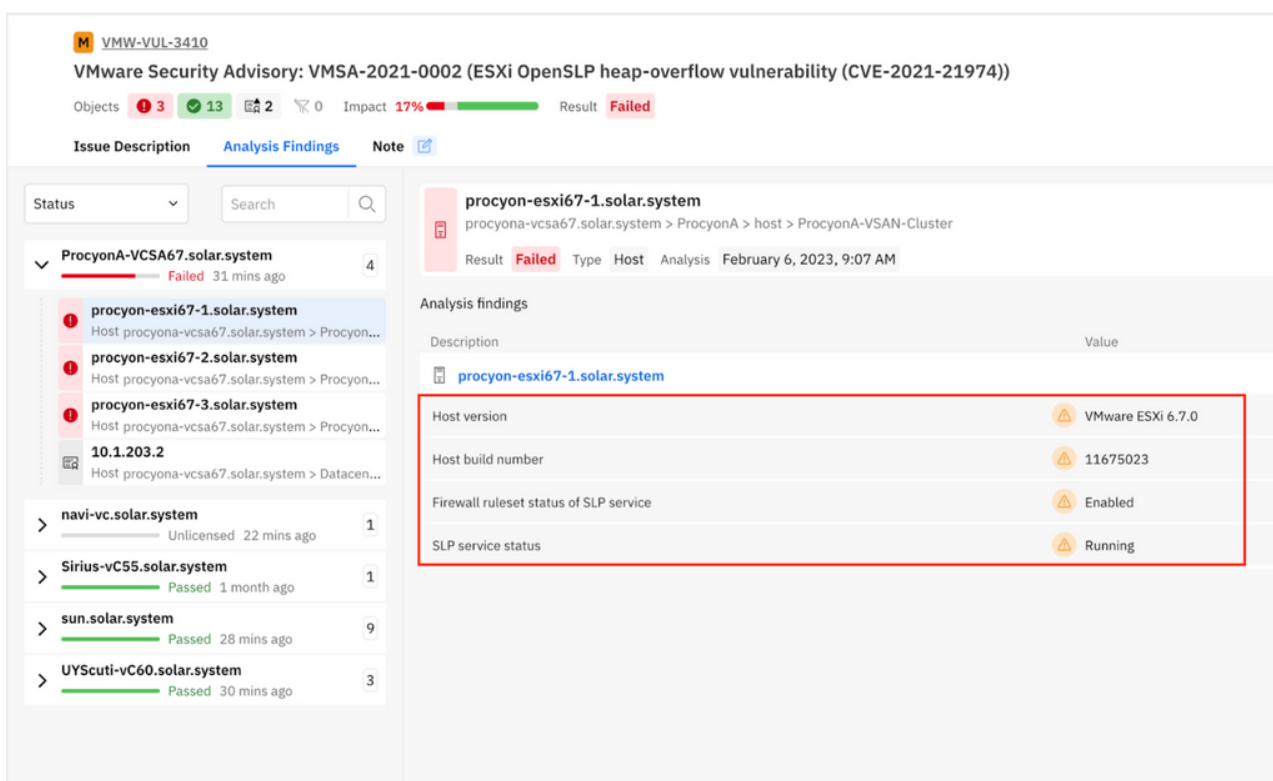 M VMW-VUL-3410
VMware Security Advisory: VMSA-2021-0002 (ESXi OpenSLP heap-overflow vulnerability (CVE-2021-21974))
Objects 3 13 2 0 Impact 17% Result Failed
Issue Description Analysis Findings Note
Status Search
ProcyonA-VCSA67.solar.system
Failed 31 mins ago
4
procyon-esxi67-1.solar.system
Host procyona-vcsa67.solar.system > Procyon...
procyon-esxi67-2.solar.system
Host procyona-vcsa67.solar.system > Procyon...
procyon-esxi67-3.solar.system
Host procyona-vcsa67.solar.system > Procyon...
10.1.203.2
Host procyona-vcsa67.solar.system > Datacen...
navi-vc.solar.system
Unlicensed 22 mins ago
1
Sirius-vC55.solar.system
Passed 1 month ago
1
sun.solar.system
Passed 28 mins ago
9
UYScuti-vC60.solar.system
Passed 30 mins ago
3
procyon-esxi67-1.solar.system
procyona-vcsa67.solar.system > ProcyonA > host > ProcyonA-VSAN-Cluster
Result Failed Type Host Analysis February 6, 2023, 9:07 AM
Analysis findings
Description Value
procyon-esxi67-1.solar.system
Host version VMware ESXi 6.7.0
Host build number 11675023
Firewall ruleset status of SLP service Enabled
SLP service status Running